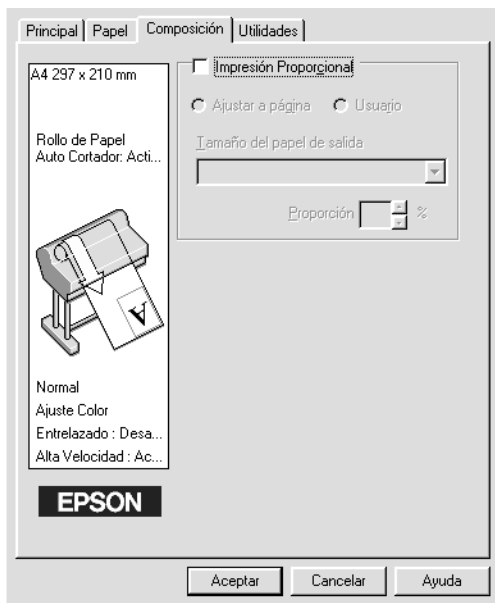 Principal Papel Composición Utilidades
A4 297 x 210 mm
Rollo de Papel
Auto Cortador: Acti...
A
Normal
Ajuste Color
Entrelazado : Desa...
Alta Velocidad : Ac...
EPSON
Impresión Proporcional
Ajustar a página Usuario
Tamaño del papel de salida
Proporción %
Aceptar Cancelar Ayuda